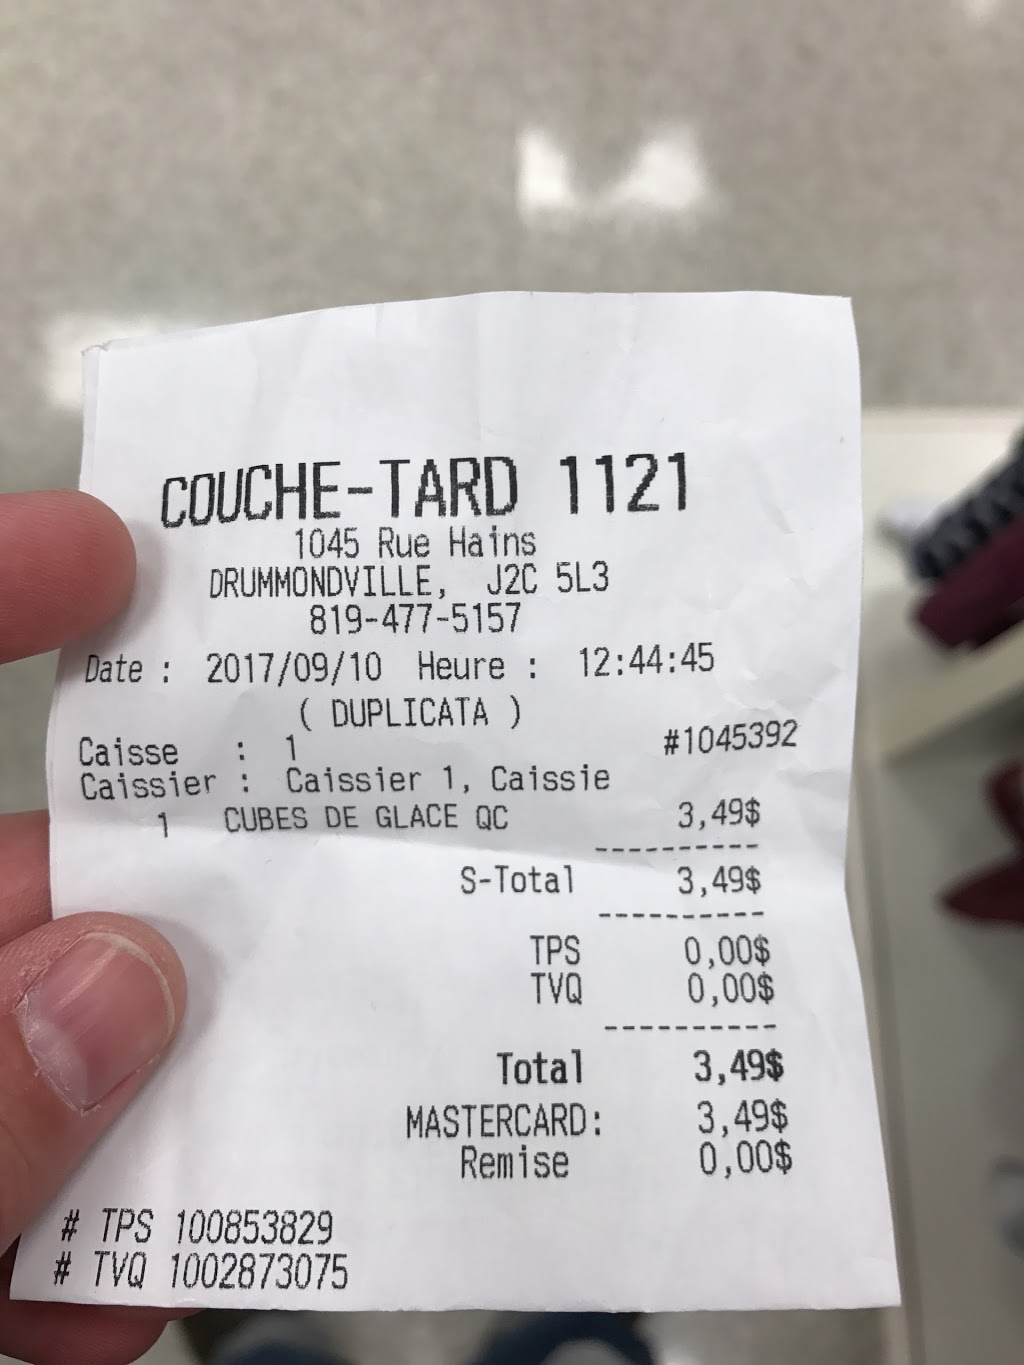 COUCHE-TARD 1121
1045 Rue Hains
DRUMMONDVILLE, J2C 5L3
819-477-5157
Date : 2017/09/10 Heure : 12:44:45
( DUPLICATA )
Caisse : 1 #1045392
Caissier : Caissier 1, Caissie
1 CUBES DE GLACE QC 3,49$
----------
S-Total 3,49$
----------
TPS 0,00$
TVQ 0,00$
----------
Total 3,49$
MASTERCARD: 3,49$
Remise 0,00$
# TPS 100853829
# TVQ 1002873075